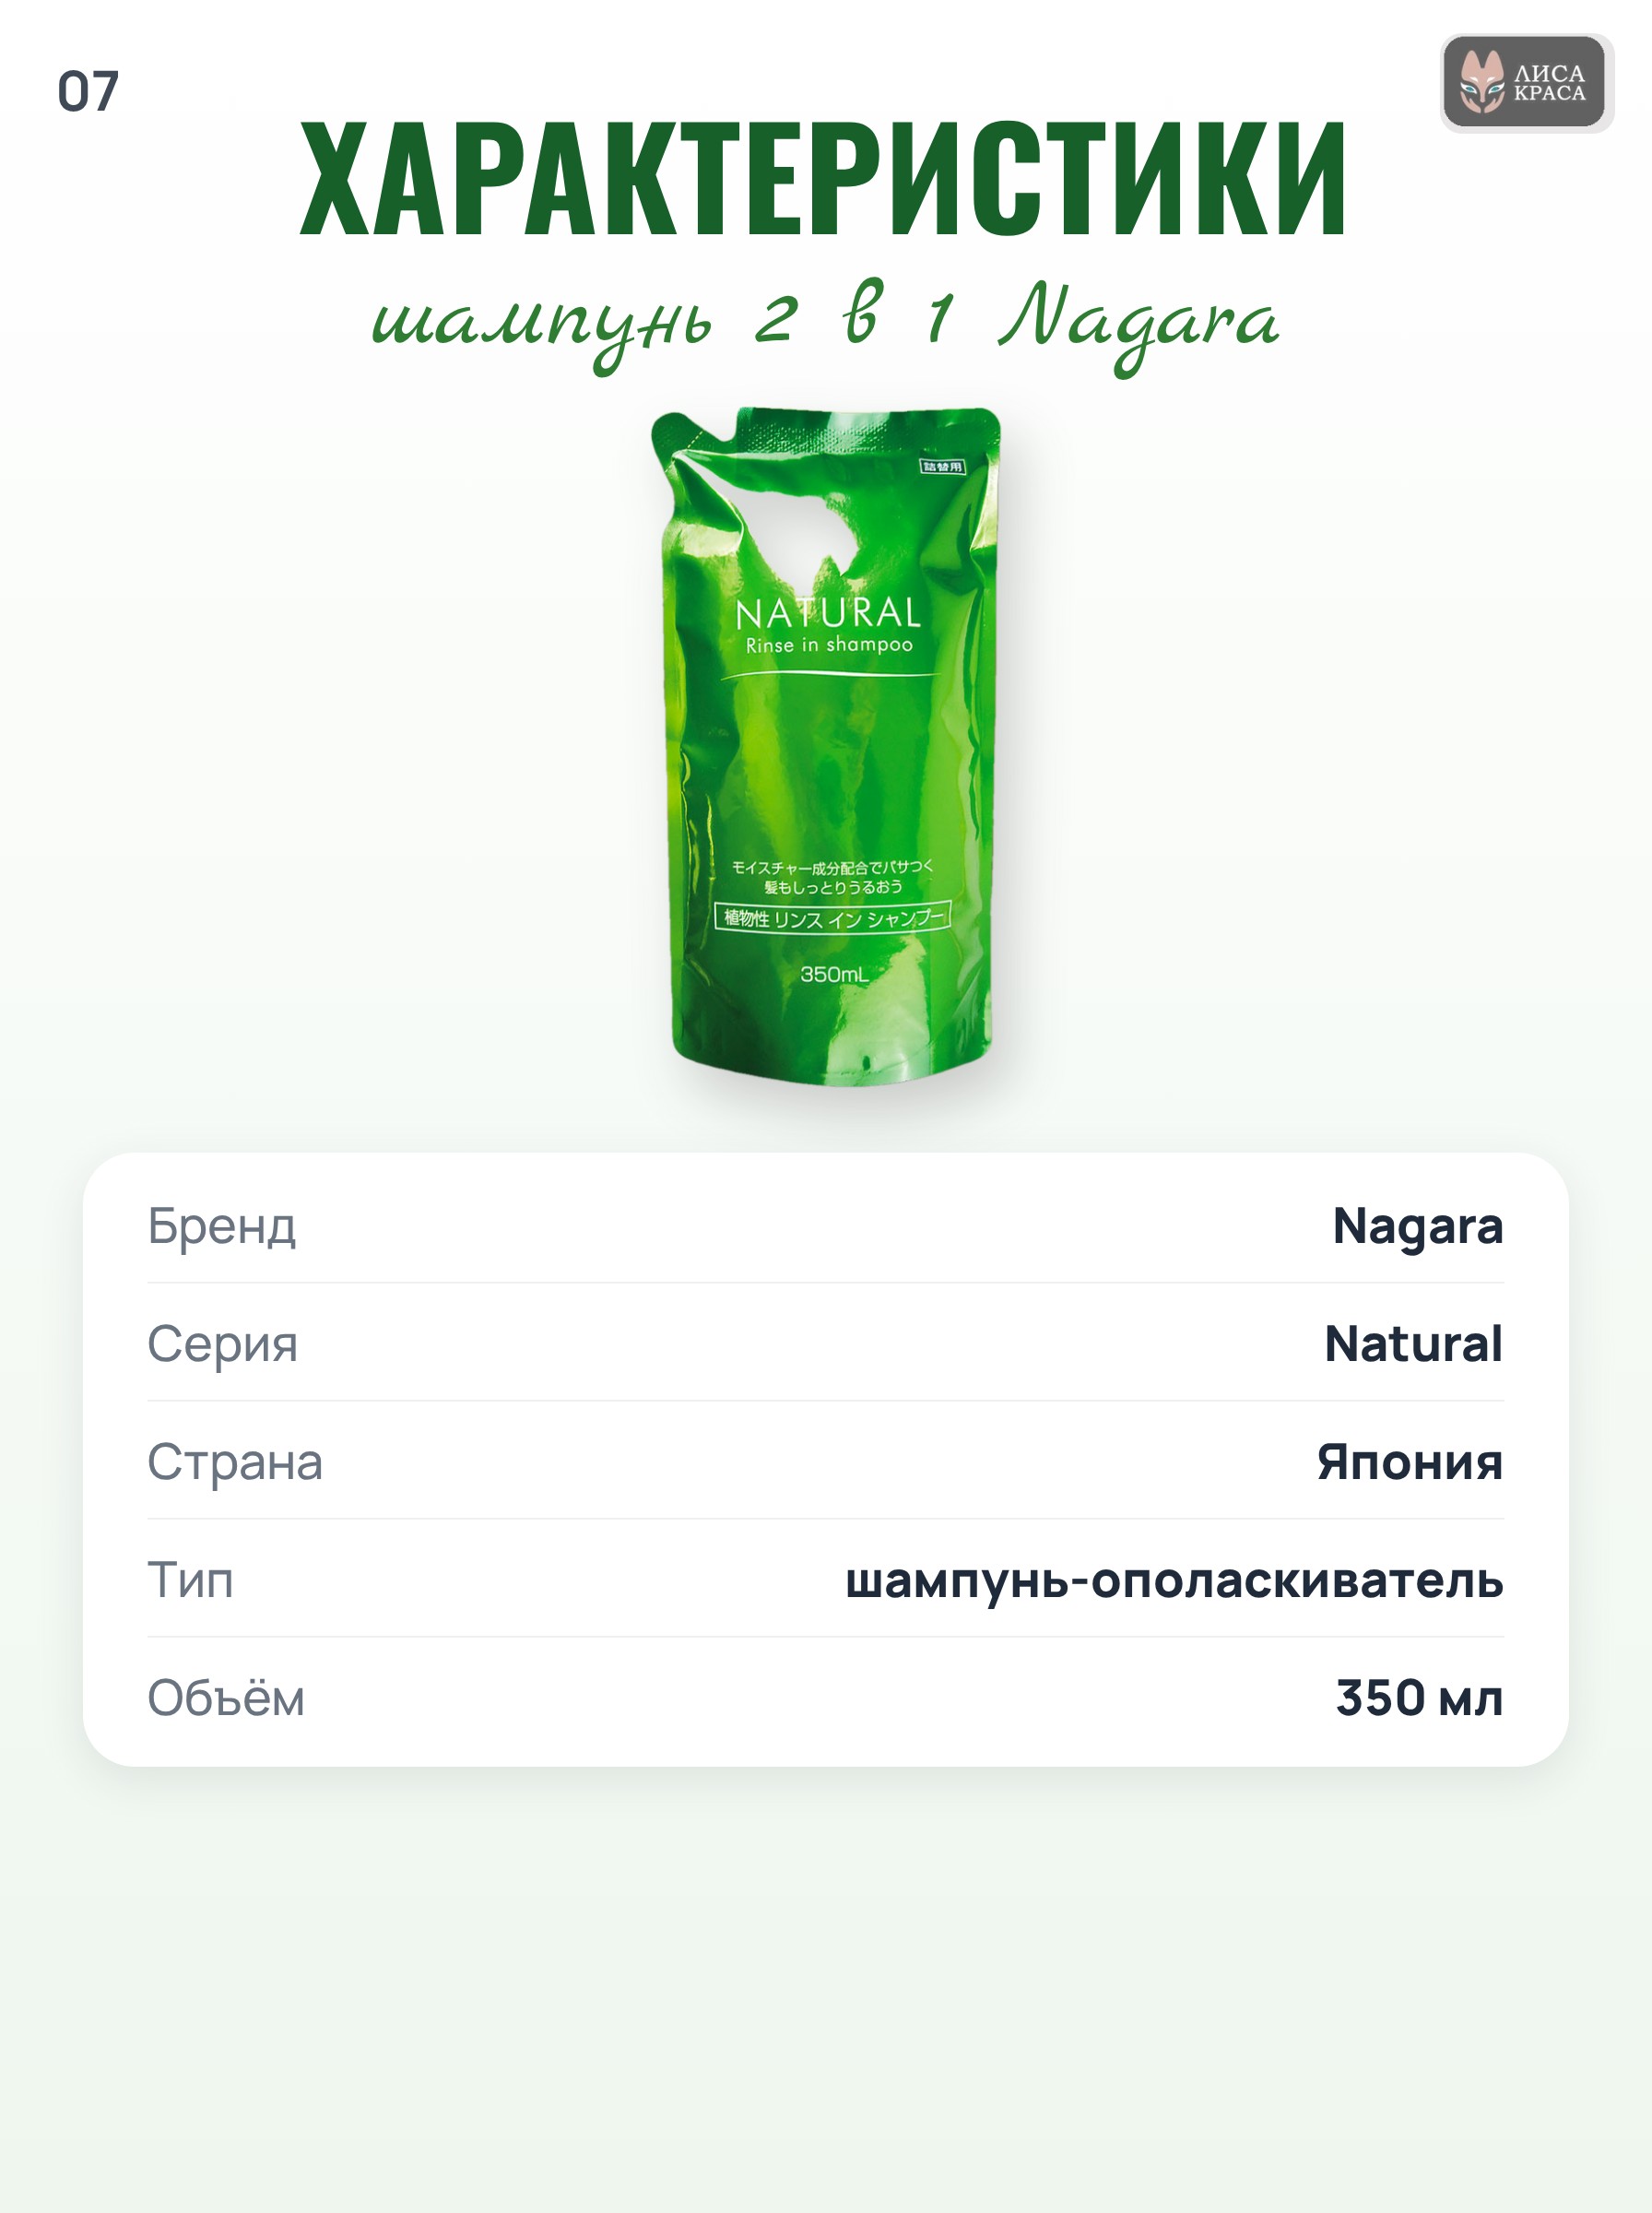 07
ЛИСА
КРАСА
ХАРАКТЕРИСТИКИ
шампунь 2 в 1 Nagara
詰替用
NATURAL
Rinse in shampoo
モイスチャー成分配合でパサつく
髪もしっとりうるおう
植物性 リンス イン シャンプー
350mL
Бренд Nagara
Серия Natural
Страна Япония
Тип шампунь-ополаскиватель
Объём 350 мл